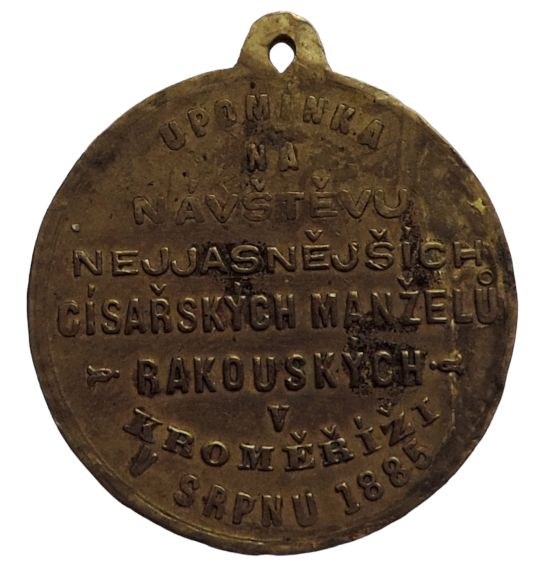 UPOMÍNKA
NA
NÁVŠTĚVU
NEJJASNĚJŠÍCH
CÍSAŘSKÝCH MANŽELŮ
RAKOUSKÝCH
V
KROMĚŘÍŽI
V SRPNU 1885